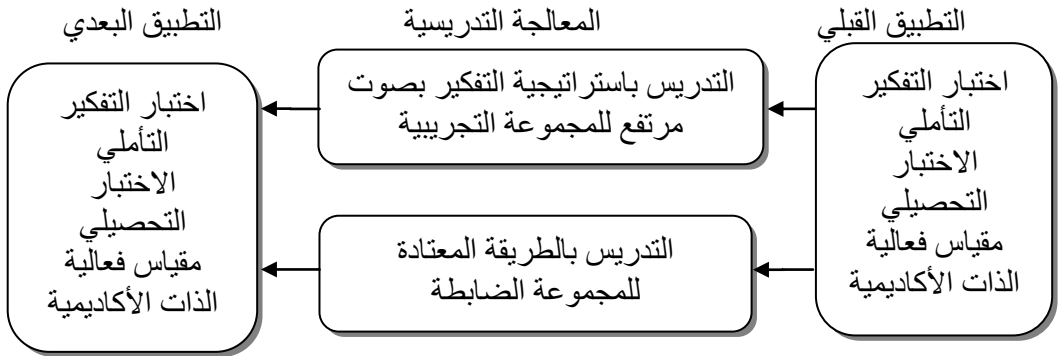 التطبيق القبلي
المعالجة التدريسية
التطبيق البعدي
اختبار التفكير
التأملي
الاختبار
التحصيلي
مقياس فعالية
الذات الأكاديمية
التدريس باستراتيجية التفكير بصوت
مرتفع للمجموعة التجريبية
التدريس بالطريقة المعتادة
للمجموعة الضابطة
اختبار التفكير
التأملي
الاختبار
التحصيلي
مقياس فعالية
الذات الأكاديمية